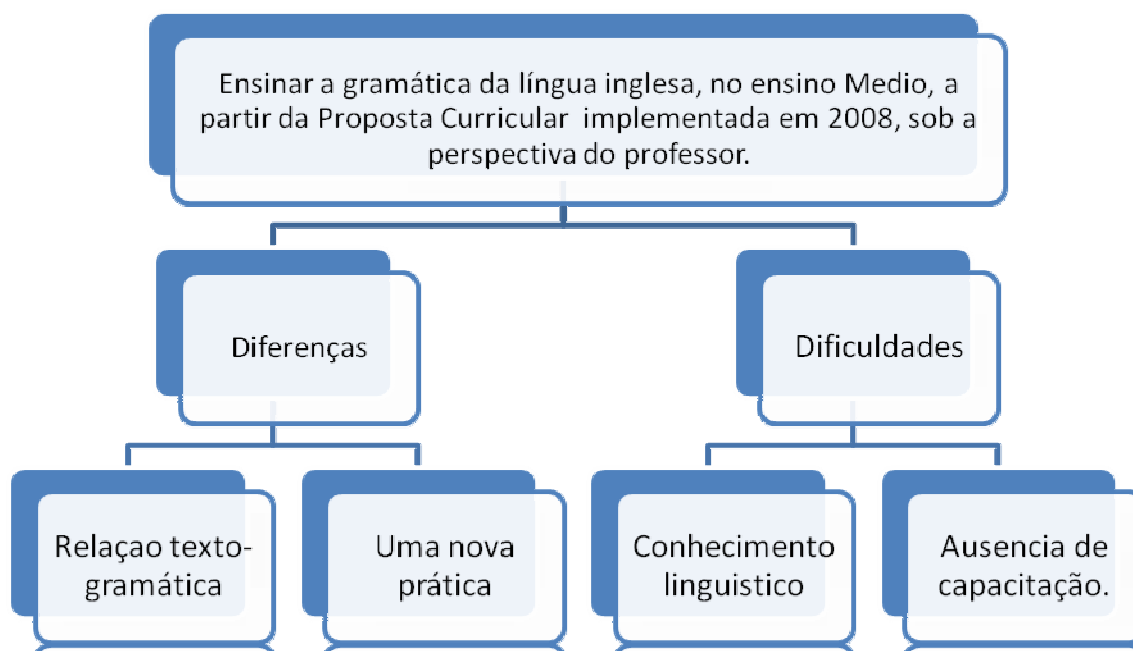 Ensinar a gramática da língua inglesa, no ensino Medio, a
partir da Proposta Curricular implementada em 2008, sob a
perspectiva do professor.
Diferenças
Dificuldades
Relaçao texto-
gramática
Uma nova
prática
Conhecimento
linguistico
Ausencia de
capacitação.